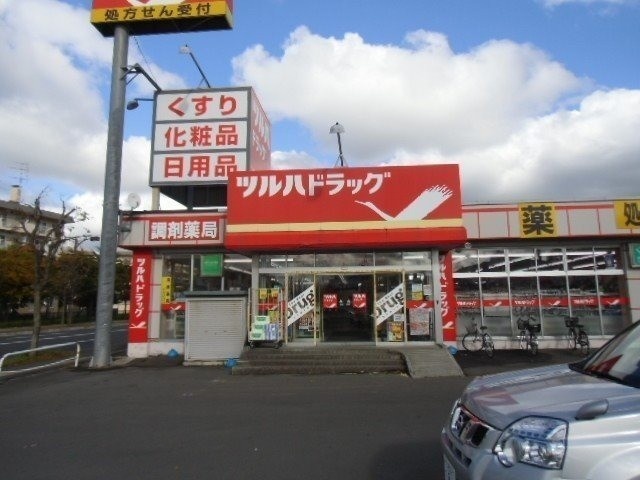 処方せん受付
くすり
化粧品
日用品
ツルハドラッグ
調剤薬局
薬
処
ツルハドラッグ
Drug
Drug